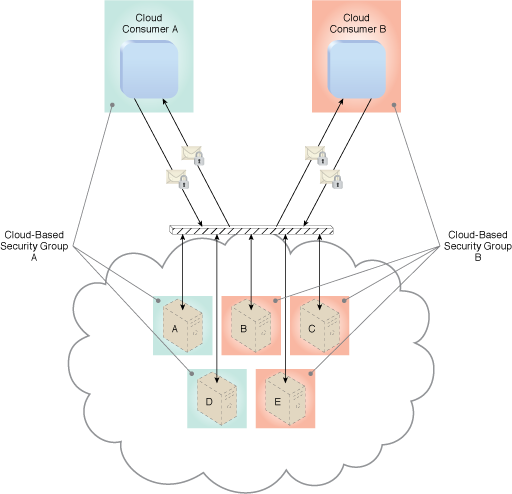 Cloud
Consumer A
Cloud
Consumer B
Cloud-Based
Security Group
A
Cloud-Based
Security Group
B
A
B
C
D
E